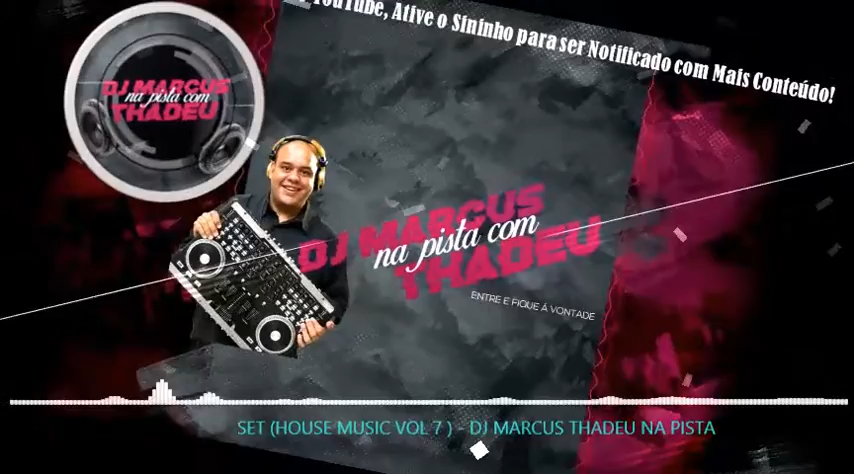 YouTube, Ative o Sininho para ser Notificado com Mais Conteúdo!
DJ MARCUS
na pista com
THADEU
DJ MARCUS
na pista com
THADEU
ENTRE E FIQUE Á VONTADE
SET (HOUSE MUSIC VOL 7 ) - DJ MARCUS THADEU NA PISTA